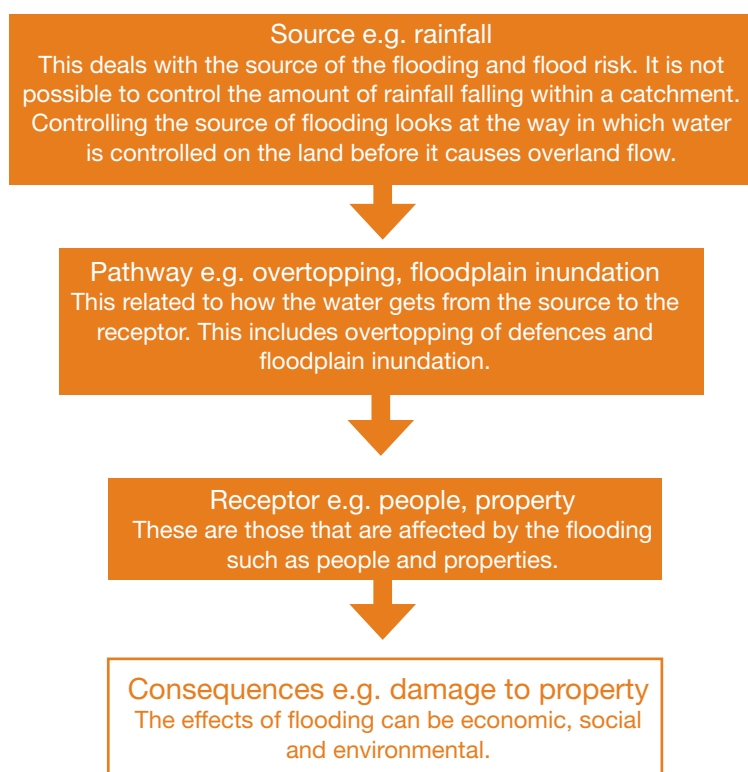 Source e.g. rainfall
This deals with the source of the flooding and flood risk. It is not
possible to control the amount of rainfall falling within a catchment.
Controlling the source of flooding looks at the way in which water
is controlled on the land before it causes overland flow.
Pathway e.g. overtopping, floodplain inundation
This related to how the water gets from the source to the
receptor. This includes overtopping of defences and
floodplain inundation.
Receptor e.g. people, property
These are those that are affected by the flooding
such as people and properties.
Consequences e.g. damage to property
The effects of flooding can be economic, social
and environmental.